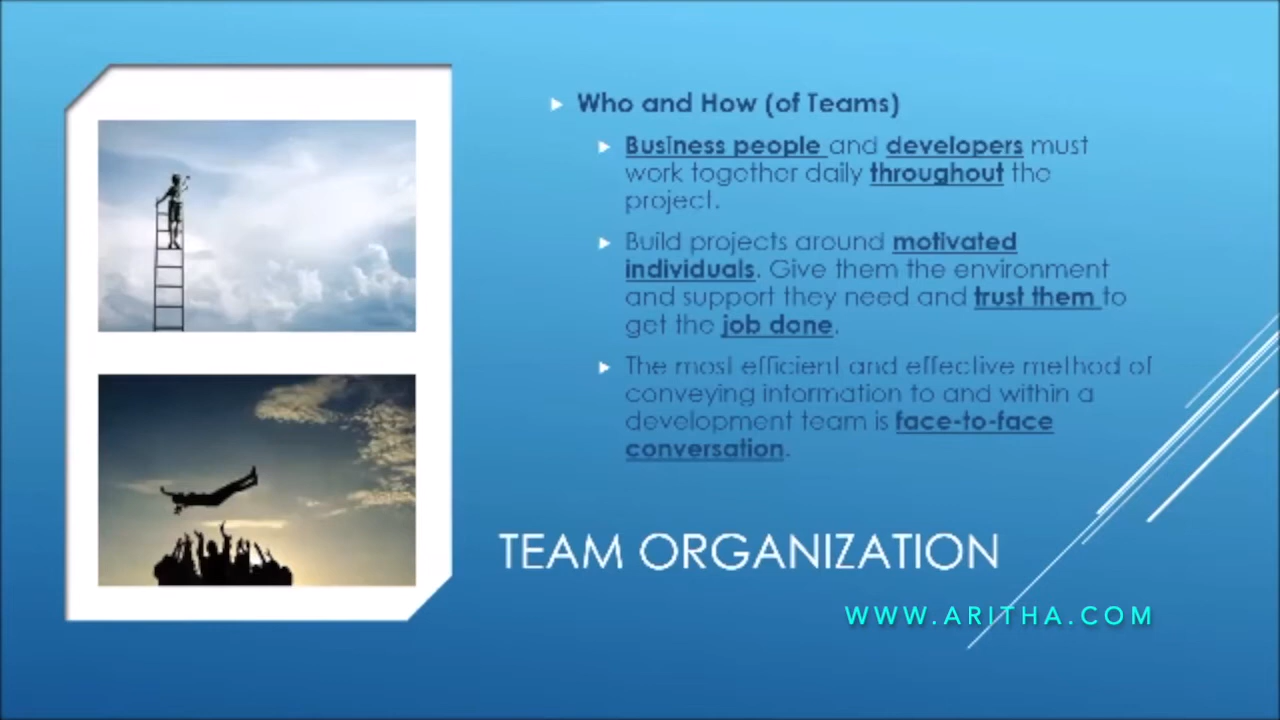 Who and How (of Teams)
Business people and developers must
work together daily throughout the
project.
Build projects around motivated
individuals. Give them the environment
and support they need and trust them to
get the job done.
The most efficient and effective method of
conveying information to and within a
development team is face-to-face
conversation.
TEAM ORGANIZATION
WWW.ARITHA.COM